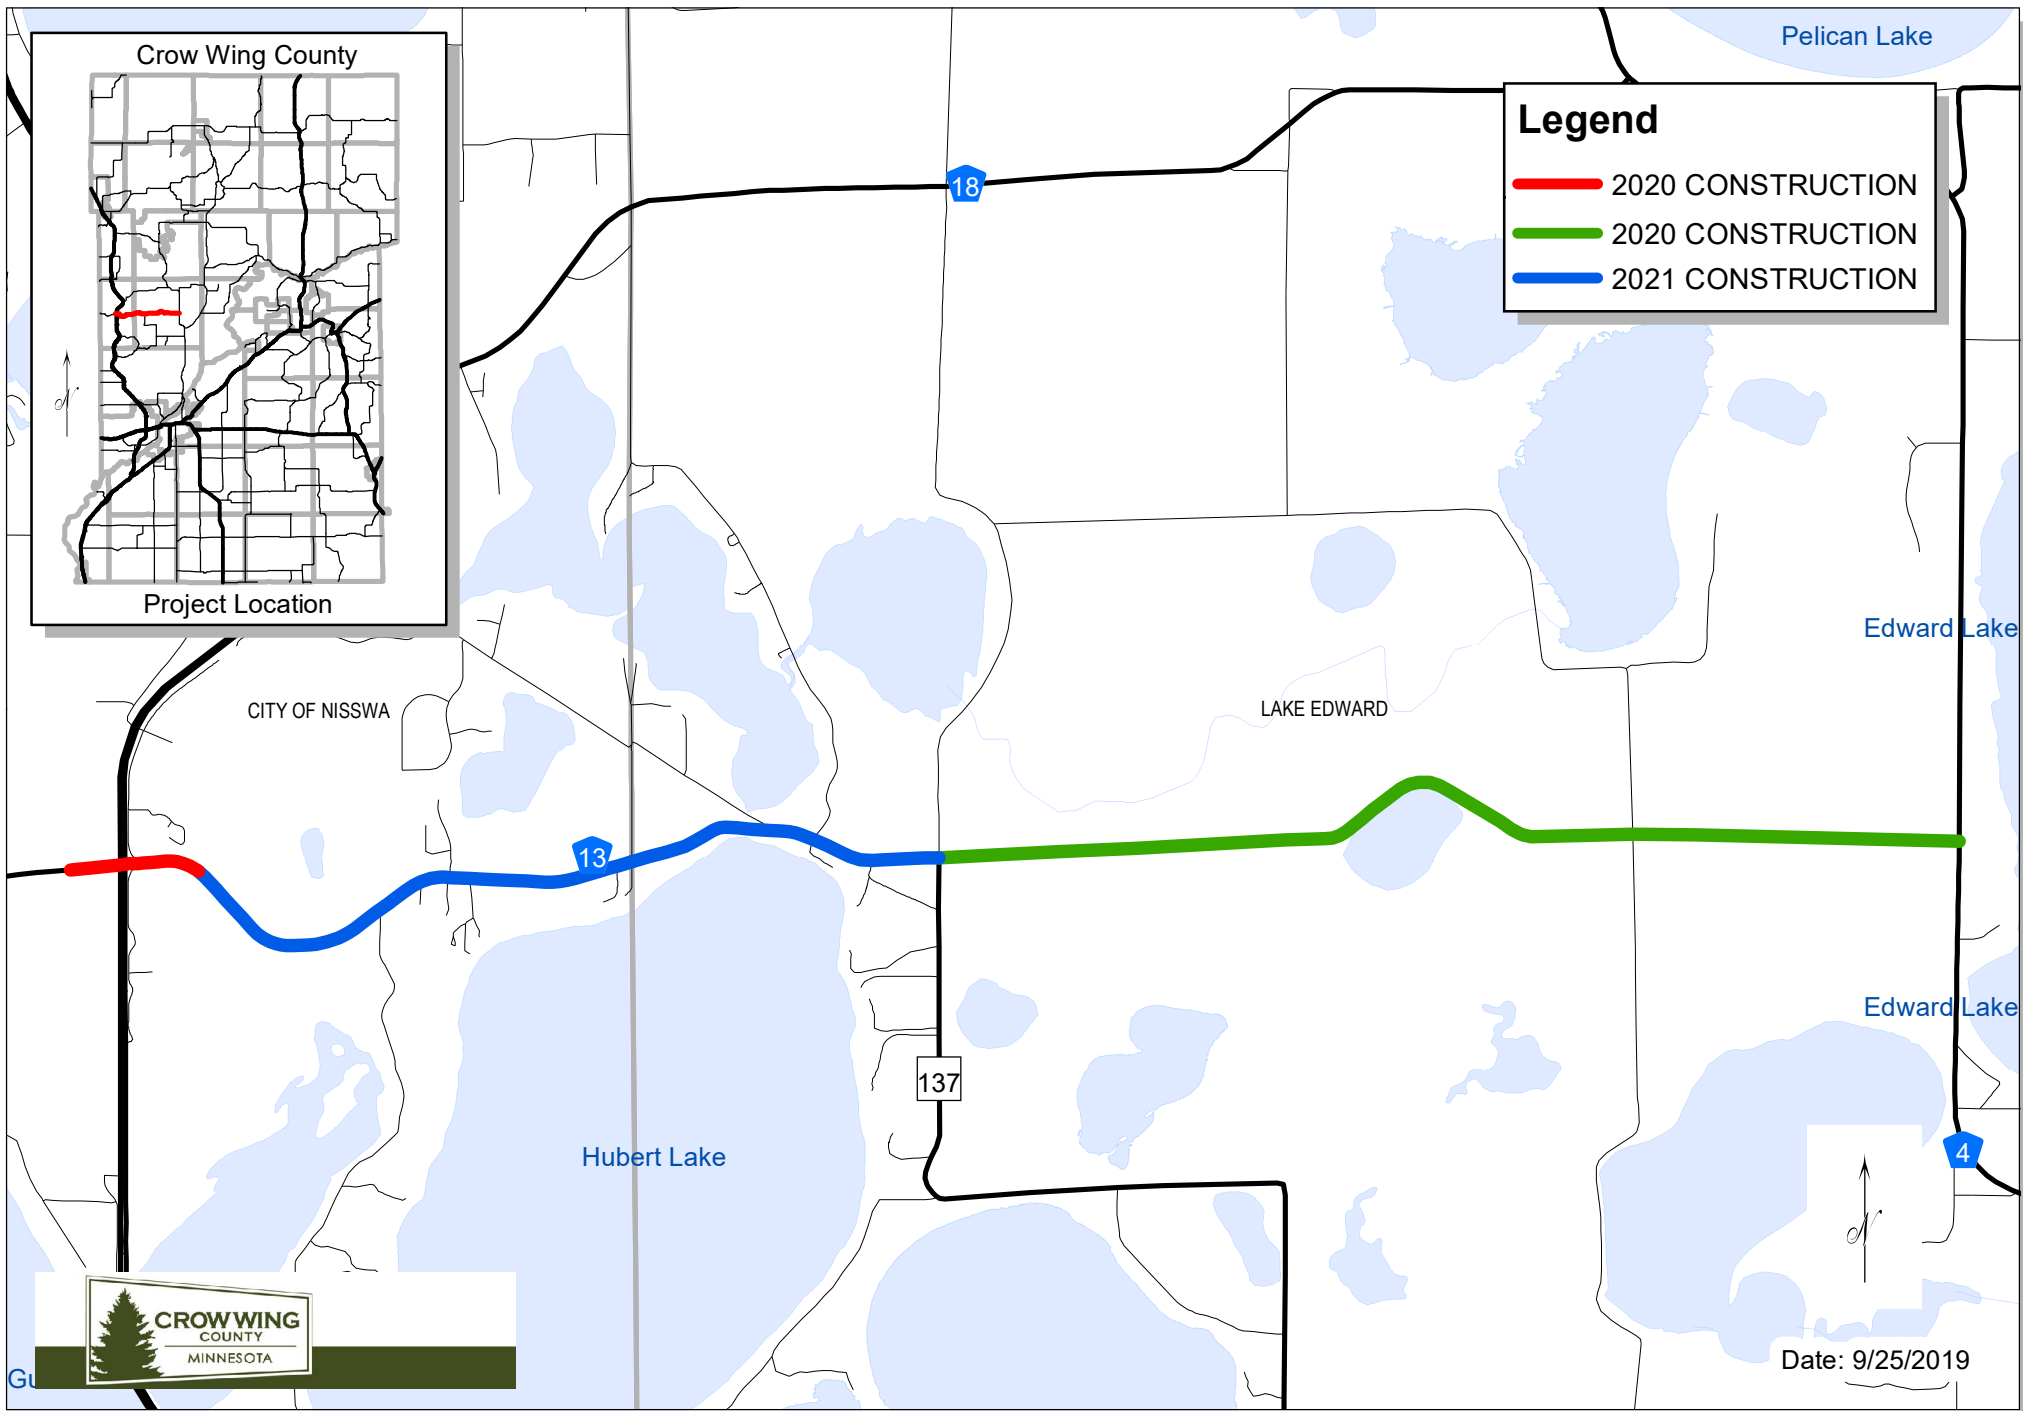 Crow Wing County
N
Project Location
Pelican Lake
Legend
2020 CONSTRUCTION
2020 CONSTRUCTION
2021 CONSTRUCTION
18
Edward Lake
CITY OF NISSWA
LAKE EDWARD
13
Edward Lake
137
Hubert Lake
4
N
CROW WING
COUNTY
MINNESOTA
Date: 9/25/2019
Gu